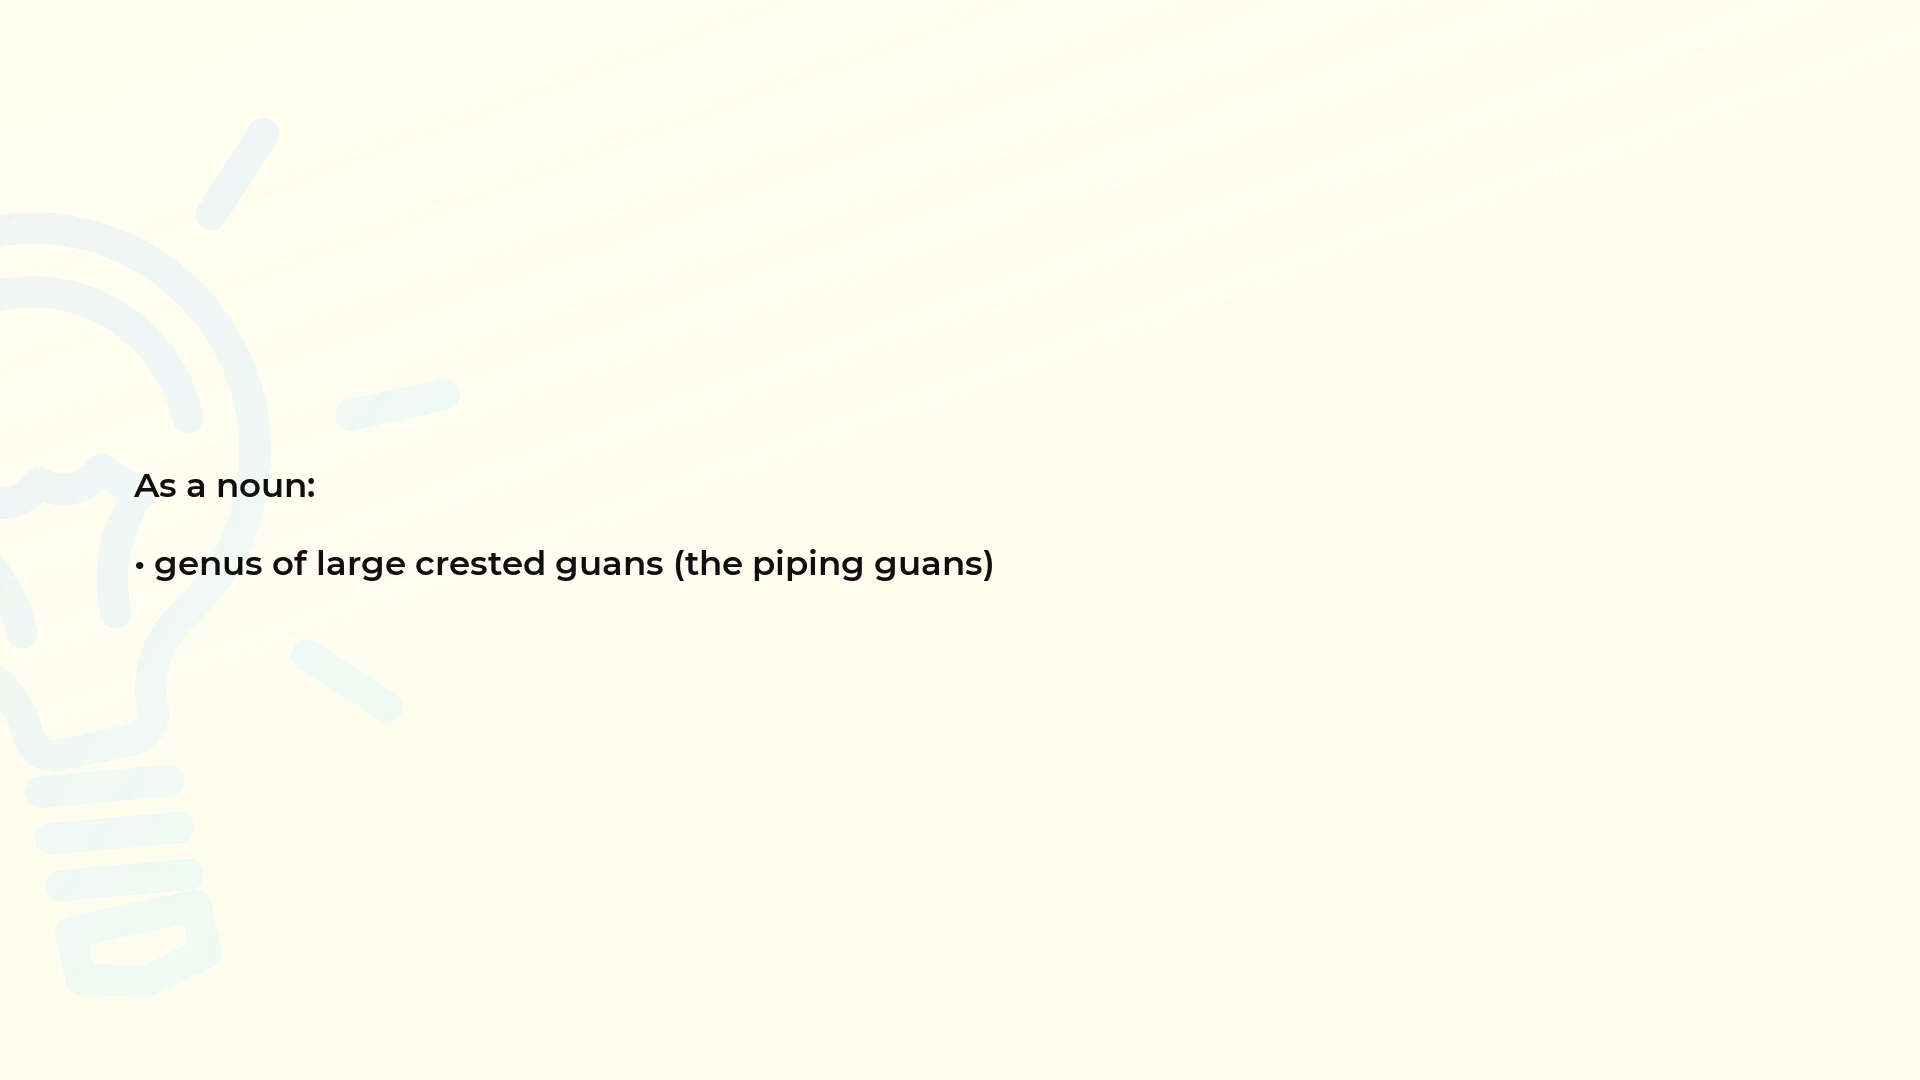 As a noun:
• genus of large crested guans (the piping guans)